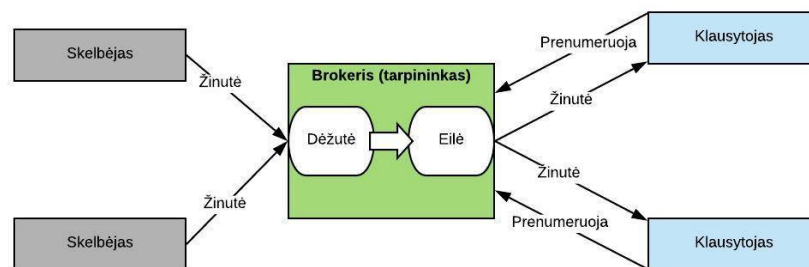 Skelbėjas
Žinutė
Skelbėjas
Žinutė
Brokeris (tarpininkas)
Dėžutė
Eilė
Prenumeruoja
Žinutė
Klausytojas
Žinutė
Prenumeruoja
Klausytojas